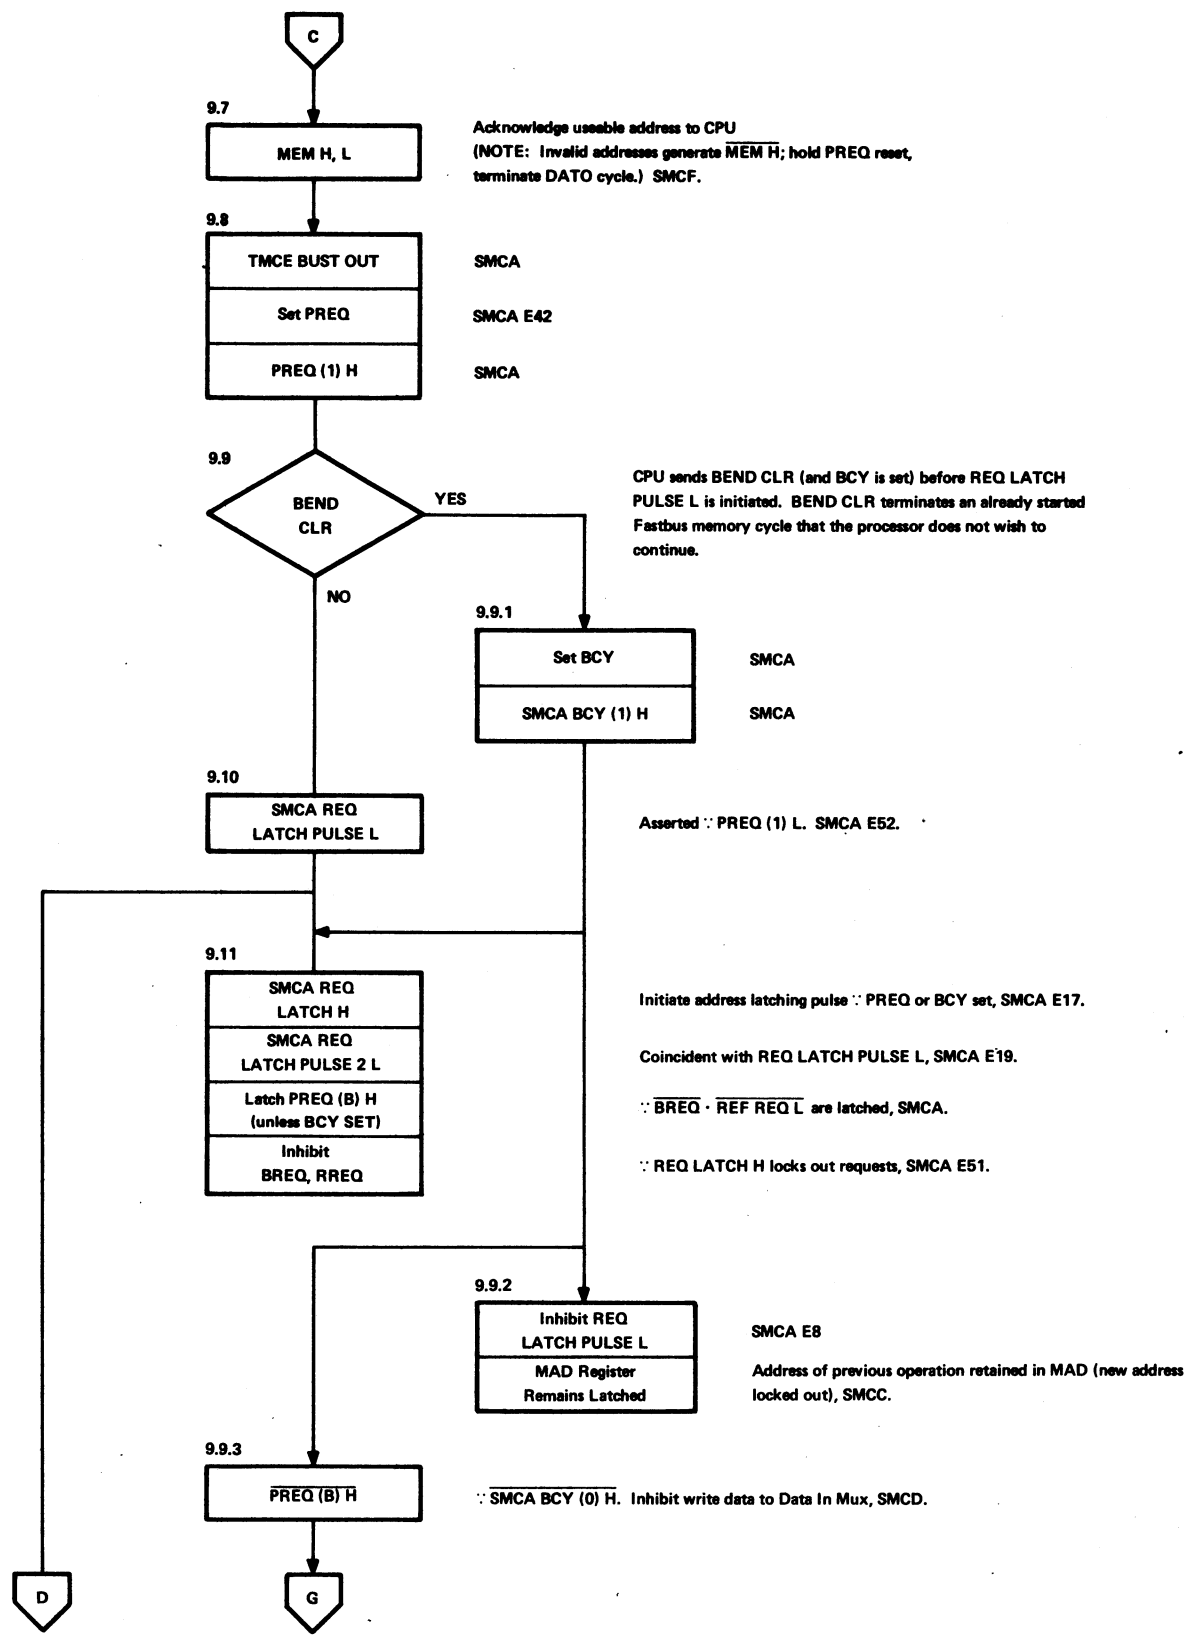 C
9.7
MEM H, L
Acknowledge useable address to CPU
(NOTE: Invalid addresses generate M̅E̅M̅ ̅H̅; hold PREQ reset,
terminate DATO cycle.) SMCF.
9.8
TMCE BUST OUT
SMCA
Set PREQ
SMCA E42
PREQ (1) H
SMCA
9.9
BEND
CLR
YES
NO
CPU sends BEND CLR (and BCY is set) before REQ LATCH
PULSE L is initiated. BEND CLR terminates an already started
Fastbus memory cycle that the processor does not wish to
continue.
9.9.1
Set BCY
SMCA
SMCA BCY (1) H
SMCA
9.10
SMCA REQ
LATCH PULSE L
Asserted ∵ PREQ (1) L. SMCA E52.
9.11
SMCA REQ
LATCH H
Initiate address latching pulse ∵ PREQ or BCY set, SMCA E17.
SMCA REQ
LATCH PULSE 2 L
Coincident with REQ LATCH PULSE L, SMCA E19.
Latch PREQ (B) H
(unless BCY SET)
∵ B̅R̅E̅Q̅ · R̅E̅F̅ ̅R̅E̅Q̅ ̅L̅ are latched, SMCA.
Inhibit
BREQ, RREQ
∵ REQ LATCH H locks out requests, SMCA E51.
9.9.2
Inhibit REQ
LATCH PULSE L
SMCA E8
MAD Register
Remains Latched
Address of previous operation retained in MAD (new address
locked out), SMCC.
9.9.3
P̅R̅E̅Q̅ ̅(̅B̅)̅ ̅H̅
∵ S̅M̅C̅A̅ ̅B̅C̅Y̅ ̅(̅0̅)̅ ̅H̅. Inhibit write data to Data In Mux, SMCD.
D
G